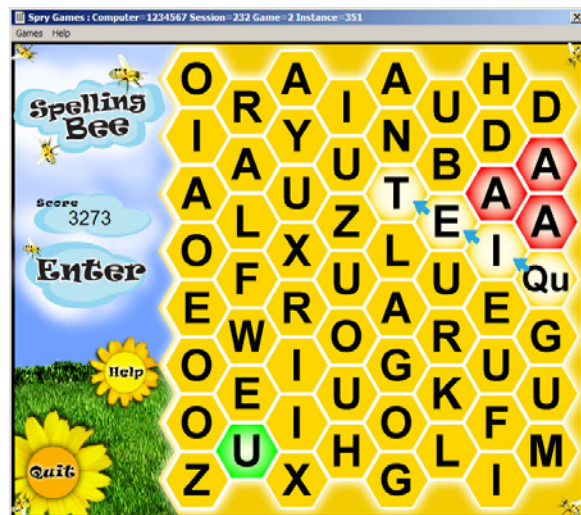 Spry Games : Computer=1234567 Session=232 Game=2 Instance=351
Games Help
Spelling
Bee
Score
3273
Enter
Help
Quit
O A A H
R I U D
I Y N D
A U B A
A U T A
L Z E A
O X L I
F U U Qu
E R A E
W O R G
O I G U
E U K U
O I O F
U H L M
Z X G I